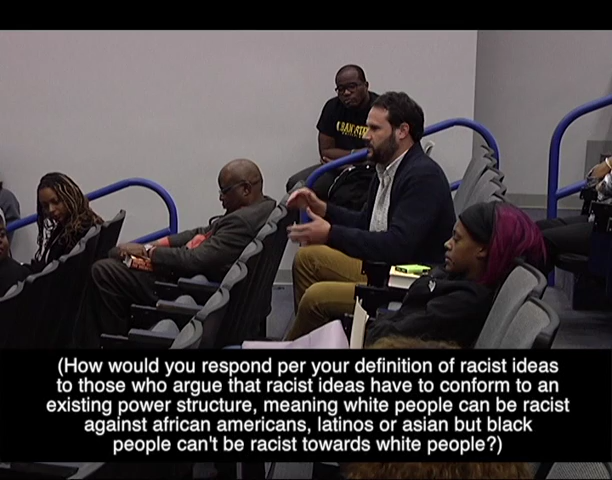 (How would you respond per your definition of racist ideas
to those who argue that racist ideas have to conform to an
existing power structure, meaning white people can be racist
against african americans, latinos or asian but black
people can't be racist towards white people?)